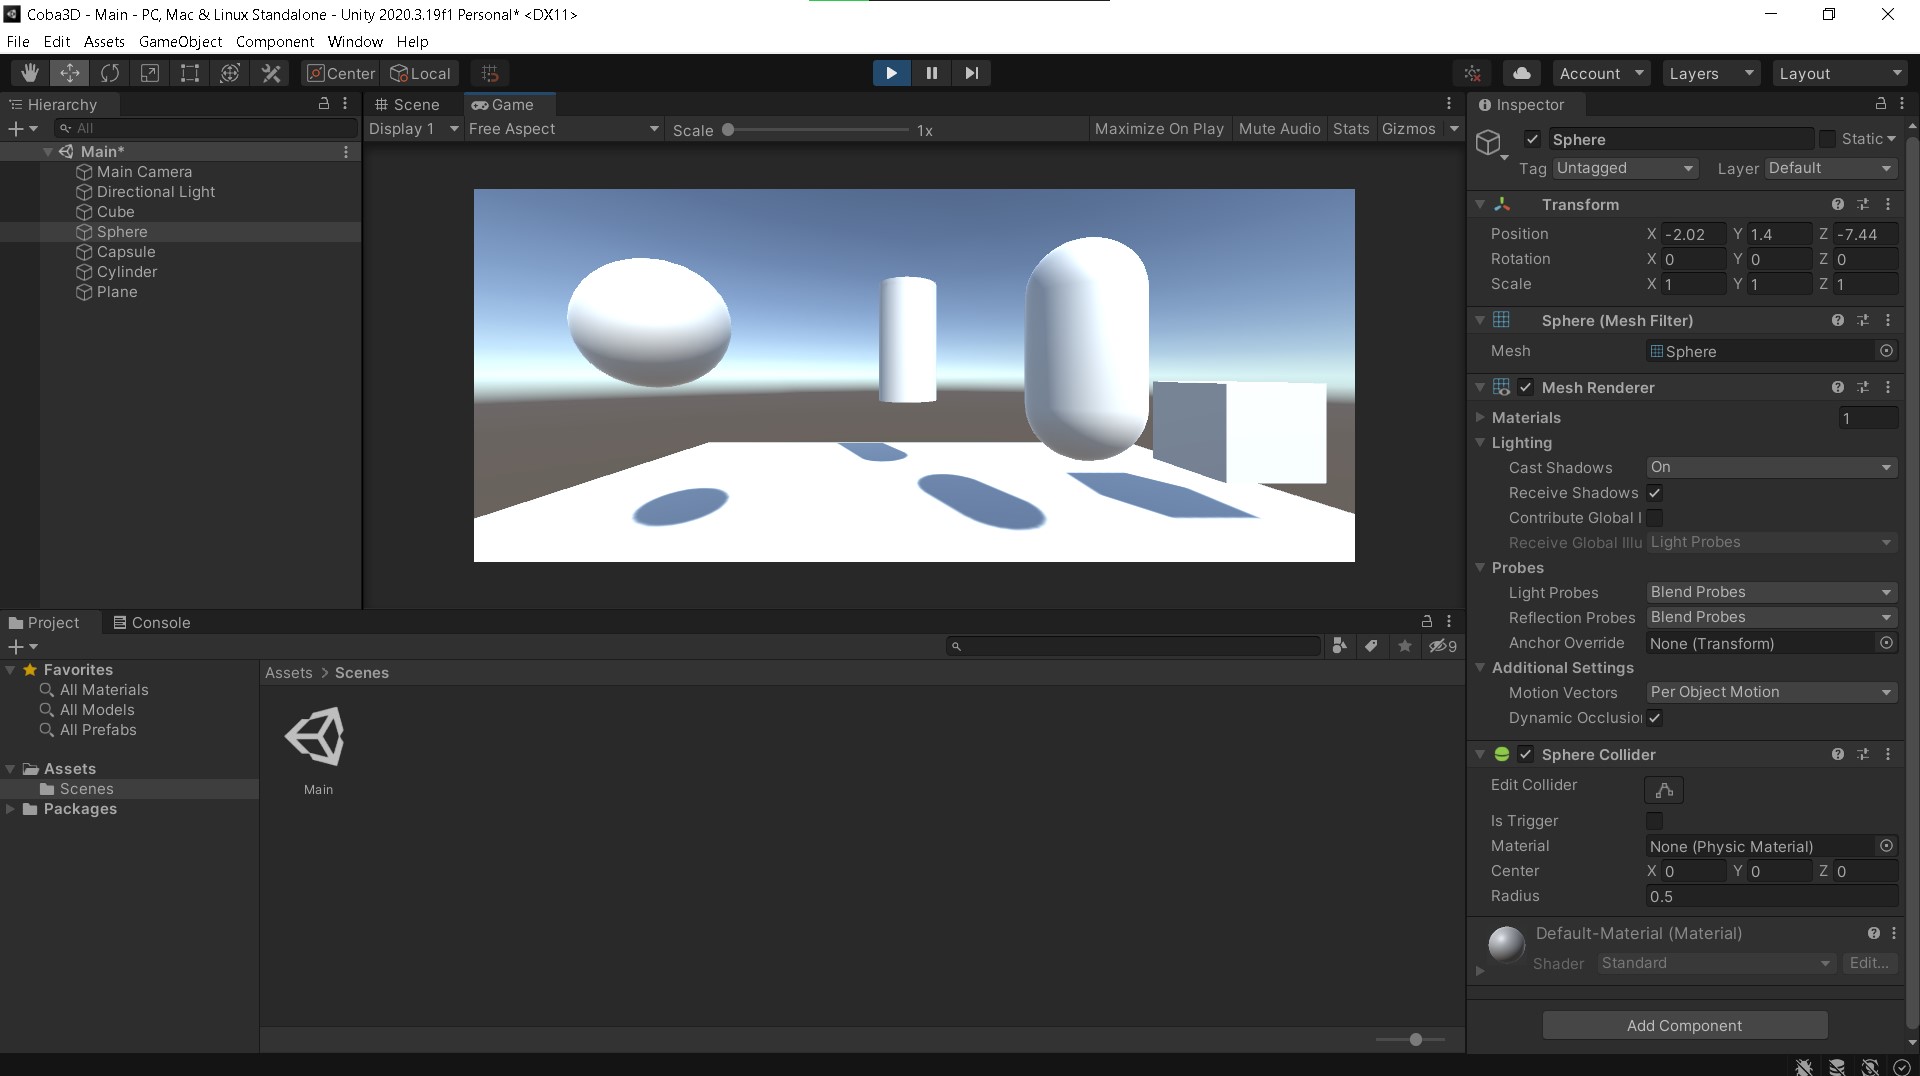 Coba3D - Main - PC, Mac & Linux Standalone - Unity 2020.3.19f1 Personal* <DX11>
File Edit Assets GameObject Component Window Help
Center Local Account Layers Layout
Hierarchy
All
Main*
Main Camera
Directional Light
Cube
Sphere
Capsule
Cylinder
Plane
Scene Game
Display 1 Free Aspect Scale 1x Maximize On Play Mute Audio Stats Gizmos
Inspector
Sphere Static
Tag Untagged Layer Default
Transform
Position X -2.02 Y 1.4 Z -7.44
Rotation X 0 Y 0 Z 0
Scale X 1 Y 1 Z 1
Sphere (Mesh Filter)
Mesh Sphere
Mesh Renderer
Materials 1
Lighting
Cast Shadows On
Receive Shadows
Contribute Global I
Receive Global Illu Light Probes
Probes
Light Probes Blend Probes
Reflection Probes Blend Probes
Anchor Override None (Transform)
Additional Settings
Motion Vectors Per Object Motion
Dynamic Occlusio
Sphere Collider
Edit Collider
Is Trigger
Material None (Physic Material)
Center X 0 Y 0 Z 0
Radius 0.5
Default-Material (Material)
Shader Standard Edit...
Add Component
Project Console
9
Favorites
All Materials
All Models
All Prefabs
Assets
Scenes
Packages
Assets > Scenes
Main